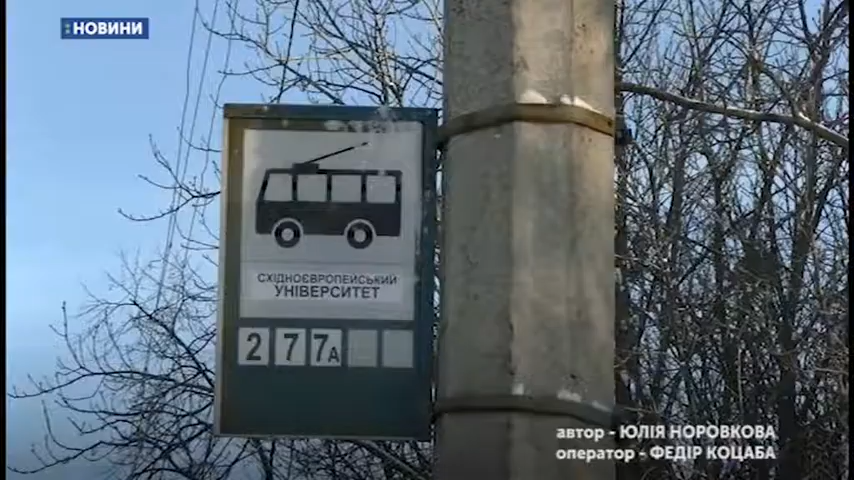 НОВИНИ
СХІДНОЄВРОПЕЙСЬКИЙ
УНІВЕРСИТЕТ
2 7 7А
автор - ЮЛІЯ НОРОВКОВА
оператор - ФЕДІР КОЦАБА